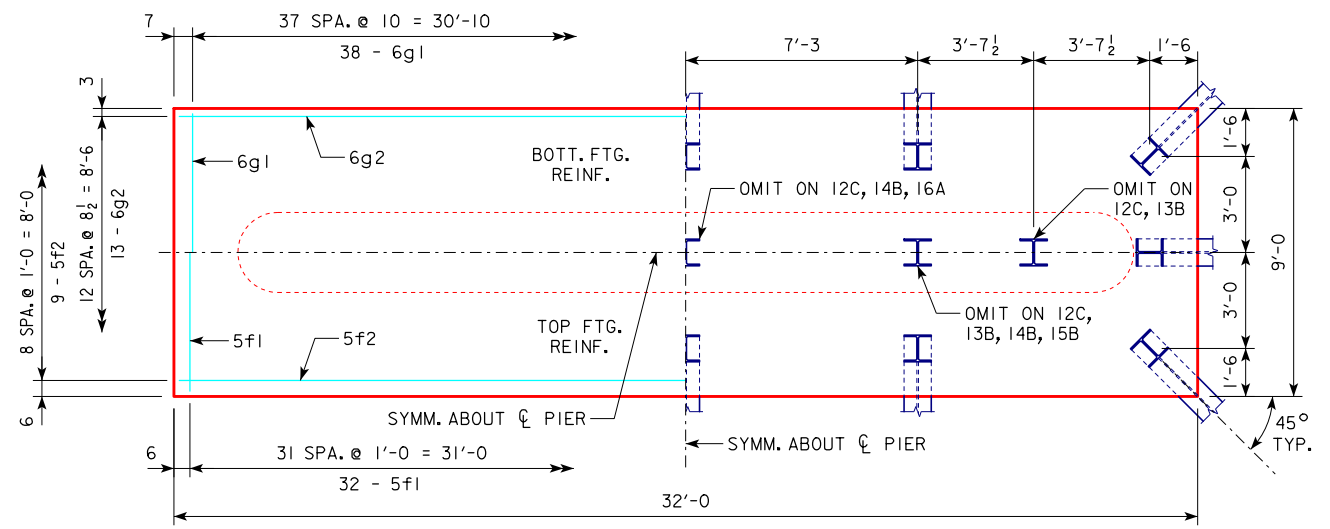 7
37 SPA. @ 10 = 30'-10
38 - 6g1
7'-3
3'-7½
3'-7½
1'-6
3
12 SPA. @ 8½ = 8'-6
13 - 6g2
8 SPA. @ 1'-0 = 8'-0
9 - 5f2
6
6g1
6g2
BOTT. FTG.
REINF.
OMIT ON 12C, 14B, 16A
OMIT ON
12C, 13B
1'-6
3'-0
9'-0
3'-0
1'-6
5f1
5f2
TOP FTG.
REINF.
OMIT ON 12C,
13B, 14B, 15B
SYMM. ABOUT ℄ PIER
SYMM. ABOUT ℄ PIER
45°
TYP.
6
31 SPA. @ 1'-0 = 31'-0
32 - 5f1
32'-0